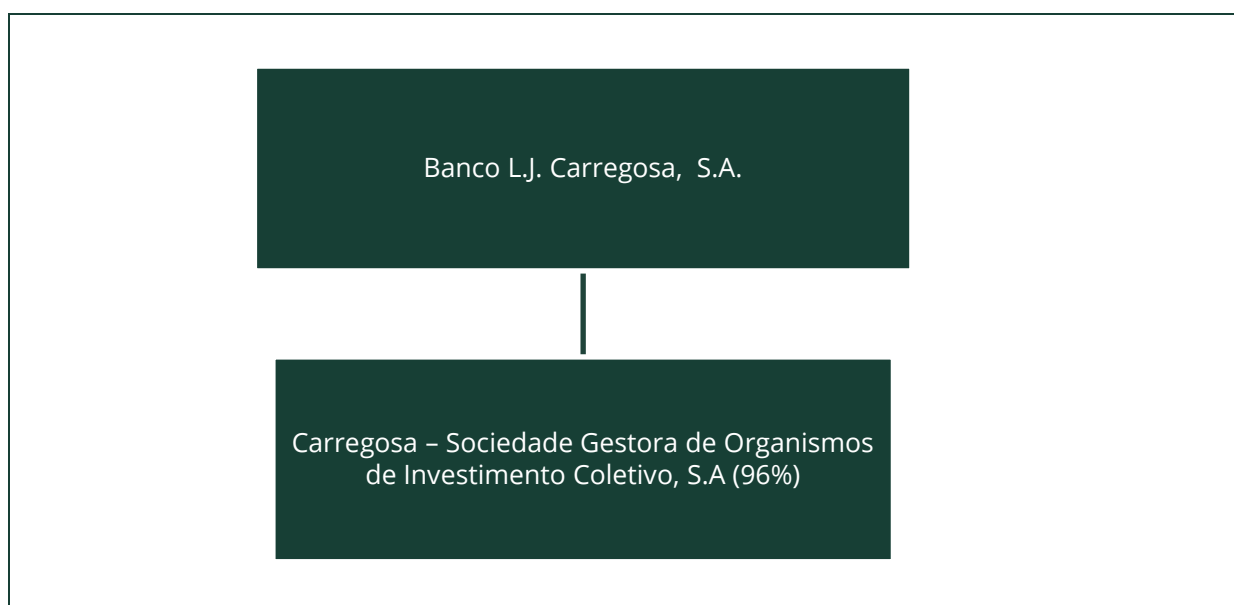 Banco L.J. Carregosa,  S.A.
Carregosa – Sociedade Gestora de Organismos
de Investimento Coletivo, S.A (96%)